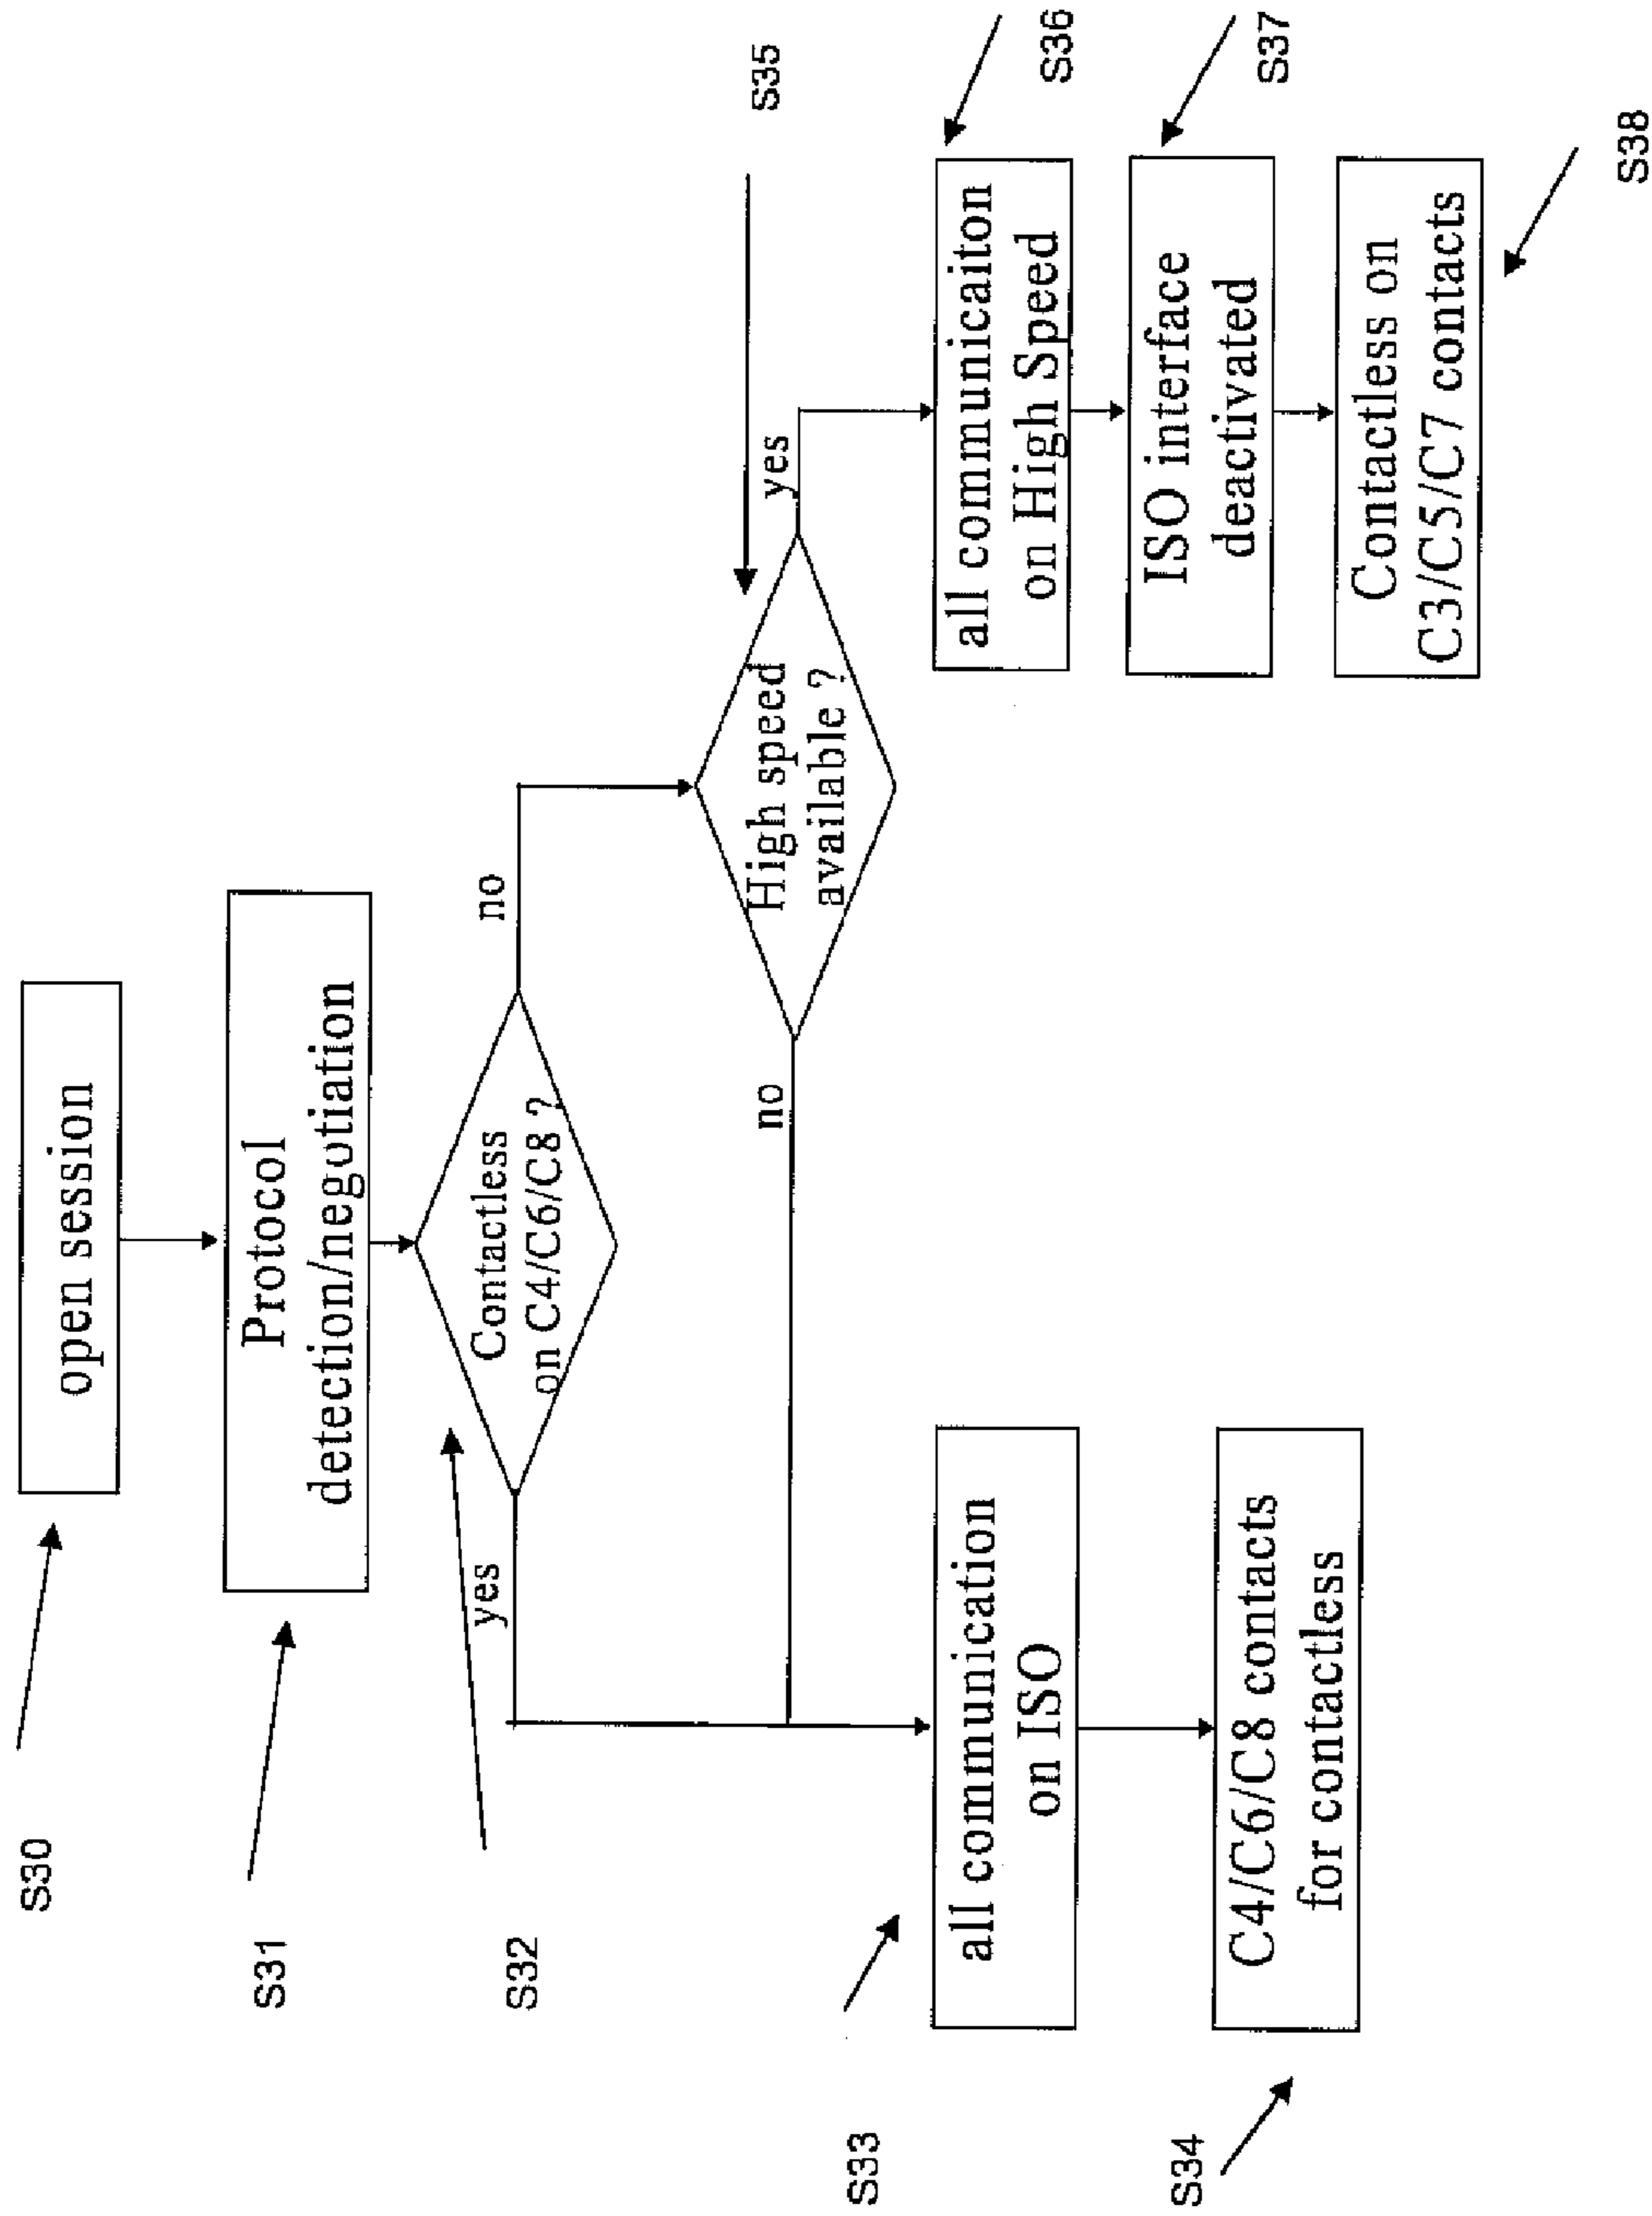 S30
open session
S31
Protocol
detection/negotiation
S32
Contactless
on C4/C6/C8 ?
yes
no
S35
High speed
available ?
no
yes
S33
all communication
on ISO
S34
C4/C6/C8 contacts
for contactless
S36
all communicaiton
on High Speed
S37
ISO interface
deactivated
S38
Contactless on
C3/C5/C7 contacts